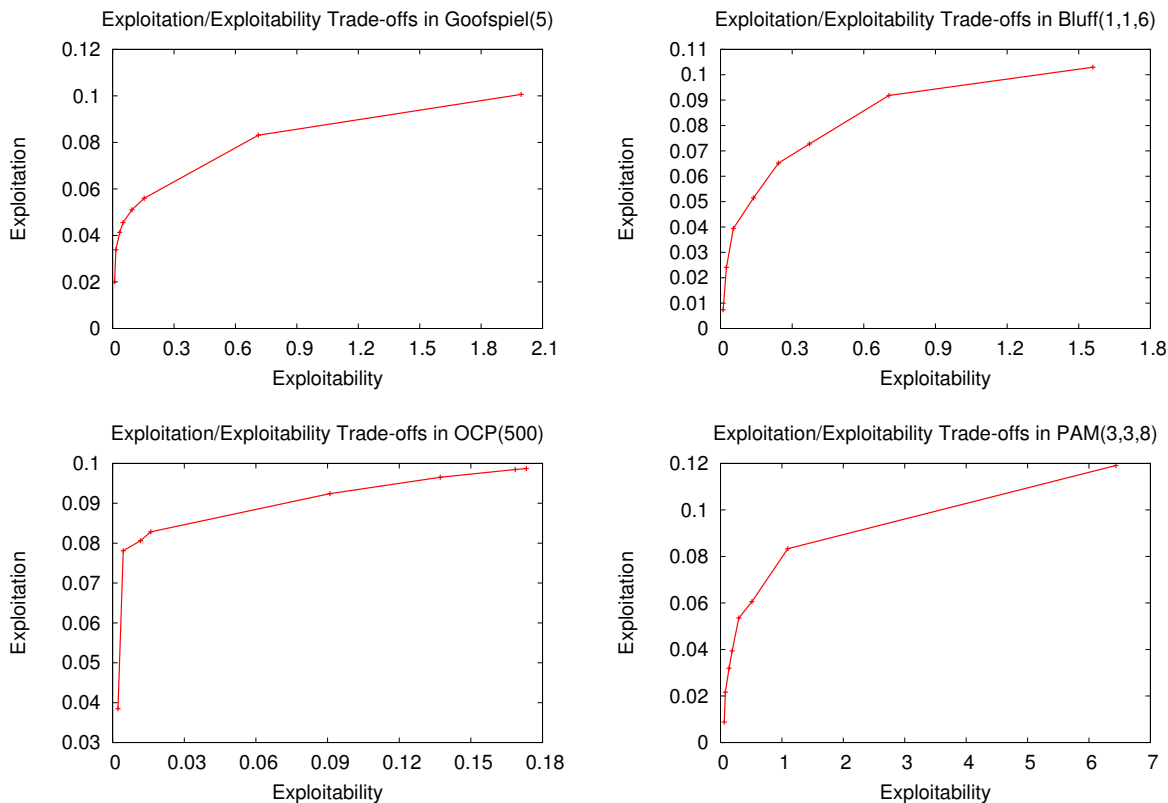 Exploitation/Exploitability Trade-offs in Goofspiel(5)
0.12
0.1
0.08
0.06
0.04
0.02
0
Exploitation
0 0.3 0.6 0.9 1.2 1.5 1.8 2.1
Exploitability
Exploitation/Exploitability Trade-offs in Bluff(1,1,6)
0.11
0.1
0.09
0.08
0.07
0.06
0.05
0.04
0.03
0.02
0.01
0
Exploitation
0 0.3 0.6 0.9 1.2 1.5 1.8
Exploitability
Exploitation/Exploitability Trade-offs in OCP(500)
0.1
0.09
0.08
0.07
0.06
0.05
0.04
0.03
Exploitation
0 0.03 0.06 0.09 0.12 0.15 0.18
Exploitability
Exploitation/Exploitability Trade-offs in PAM(3,3,8)
0.12
0.1
0.08
0.06
0.04
0.02
0
Exploitation
0 1 2 3 4 5 6 7
Exploitability